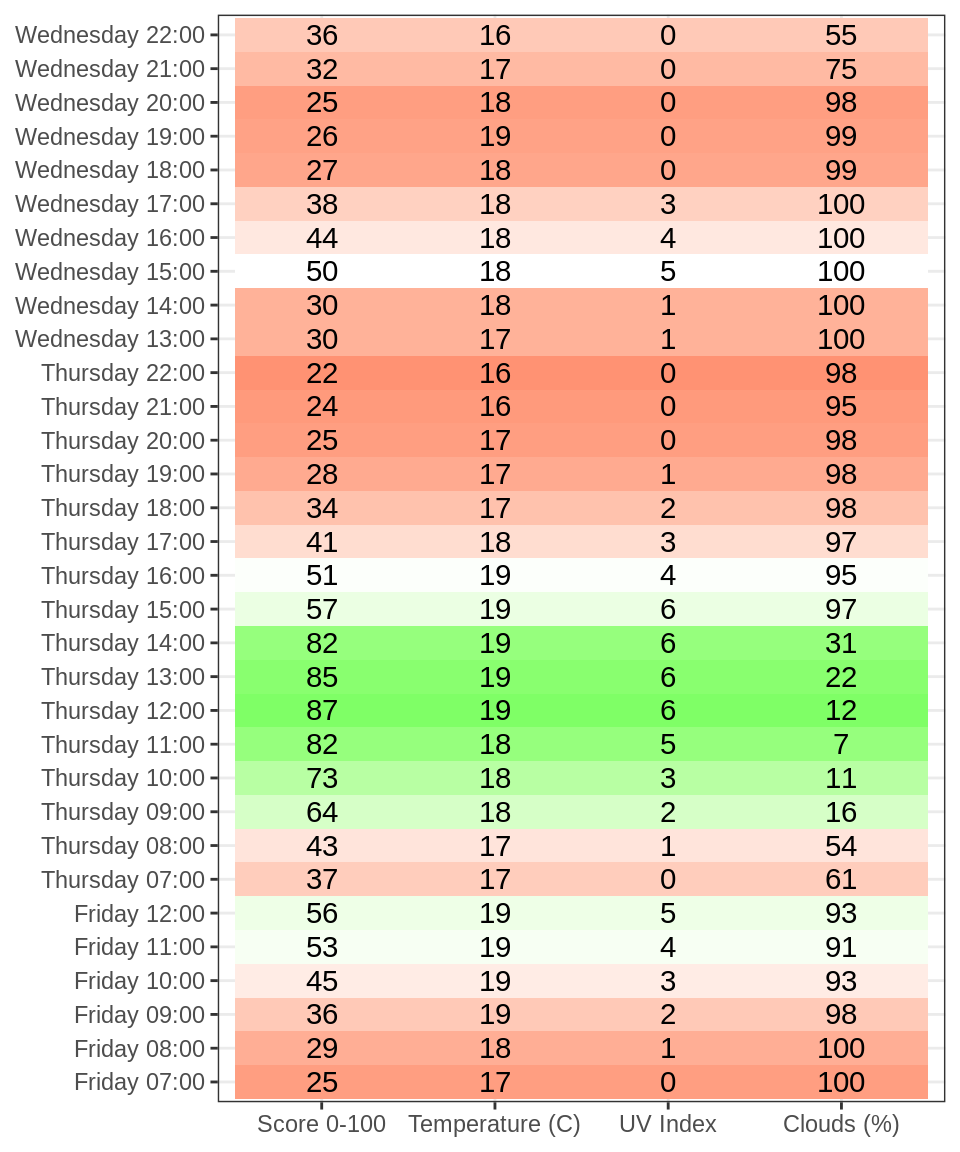 Wednesday 22:00 36 16 0 55
Wednesday 21:00 32 17 0 75
Wednesday 20:00 25 18 0 98
Wednesday 19:00 26 19 0 99
Wednesday 18:00 27 18 0 99
Wednesday 17:00 38 18 3 100
Wednesday 16:00 44 18 4 100
Wednesday 15:00 50 18 5 100
Wednesday 14:00 30 18 1 100
Wednesday 13:00 30 17 1 100
Thursday 22:00 22 16 0 98
Thursday 21:00 24 16 0 95
Thursday 20:00 25 17 0 98
Thursday 19:00 28 17 1 98
Thursday 18:00 34 17 2 98
Thursday 17:00 41 18 3 97
Thursday 16:00 51 19 4 95
Thursday 15:00 57 19 6 97
Thursday 14:00 82 19 6 31
Thursday 13:00 85 19 6 22
Thursday 12:00 87 19 6 12
Thursday 11:00 82 18 5 7
Thursday 10:00 73 18 3 11
Thursday 09:00 64 18 2 16
Thursday 08:00 43 17 1 54
Thursday 07:00 37 17 0 61
Friday 12:00 56 19 5 93
Friday 11:00 53 19 4 91
Friday 10:00 45 19 3 93
Friday 09:00 36 19 2 98
Friday 08:00 29 18 1 100
Friday 07:00 25 17 0 100
Score 0-100 Temperature (C) UV Index Clouds (%)